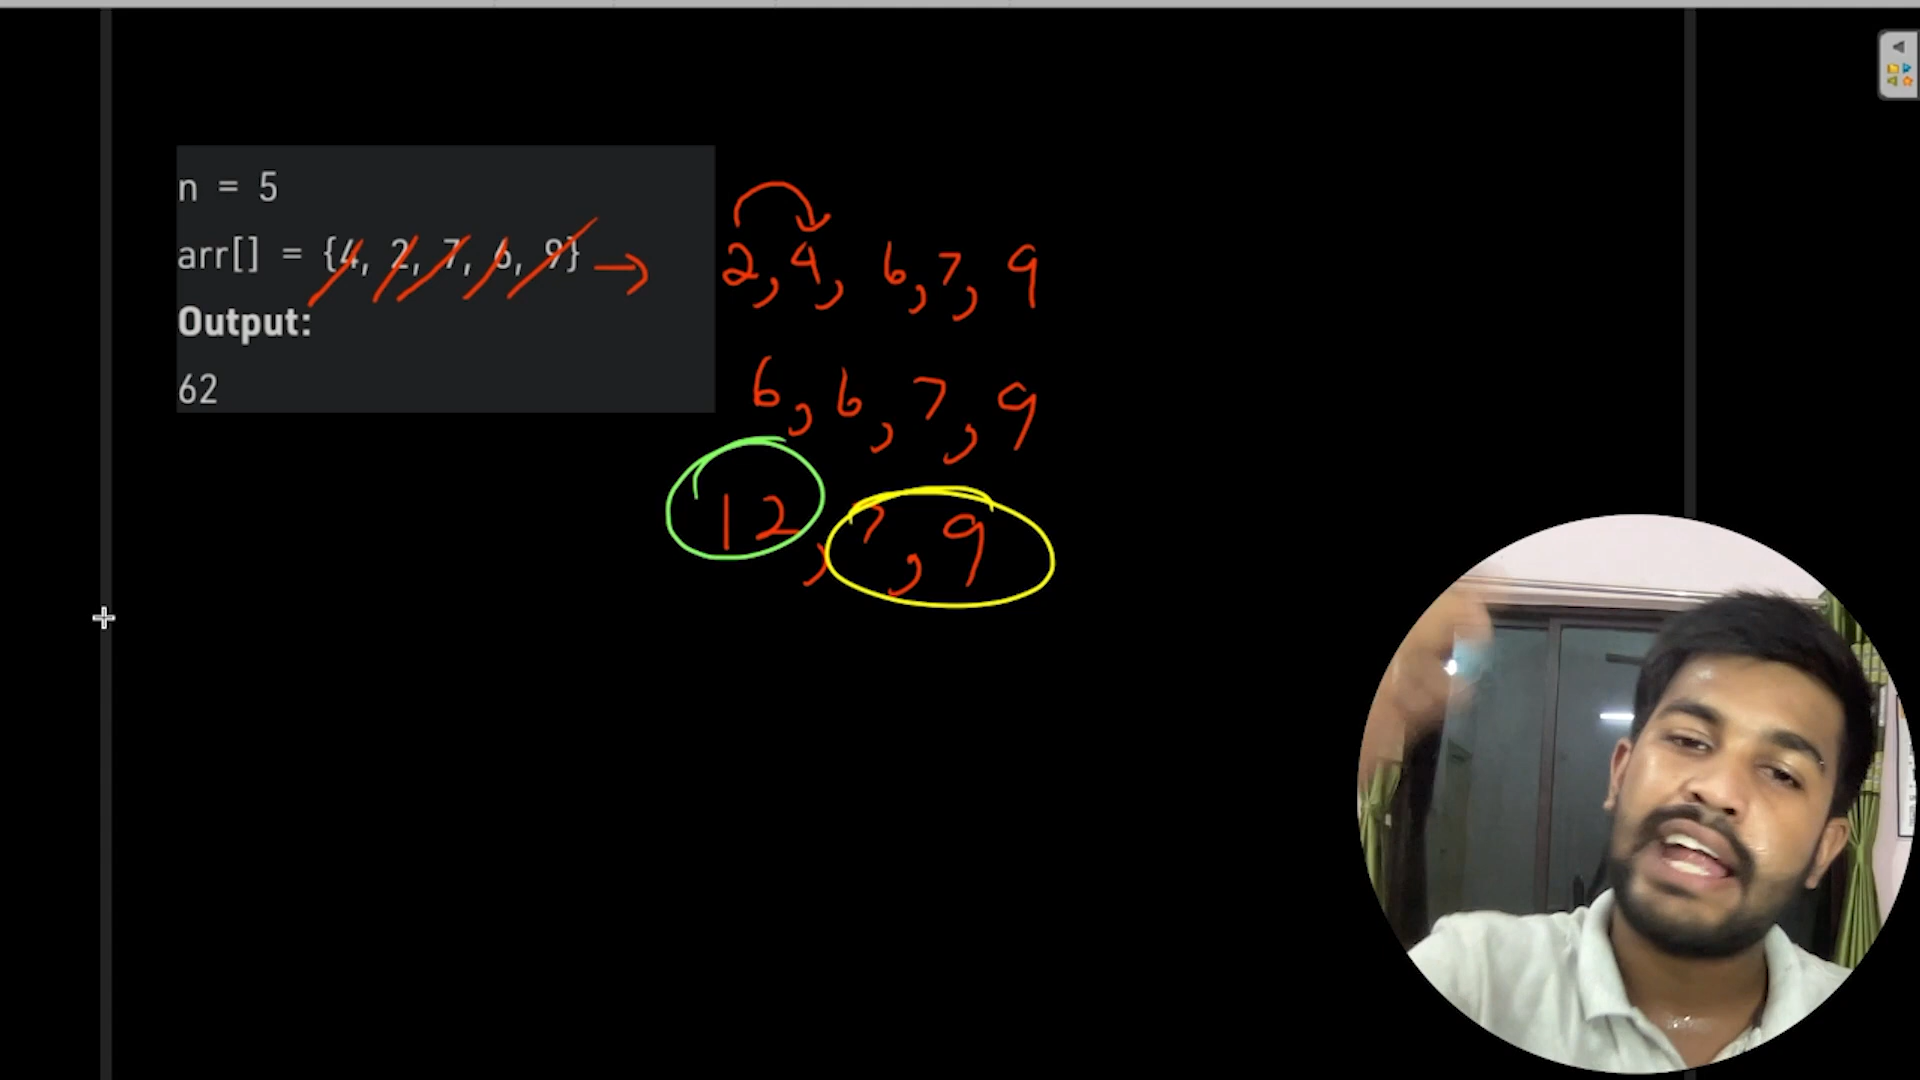 n = 5
arr[] = {4, 2, 7, 6, 9} → 2, 4, 6, 7, 9
Output:
62
6, 6, 7, 9
12, 7, 9